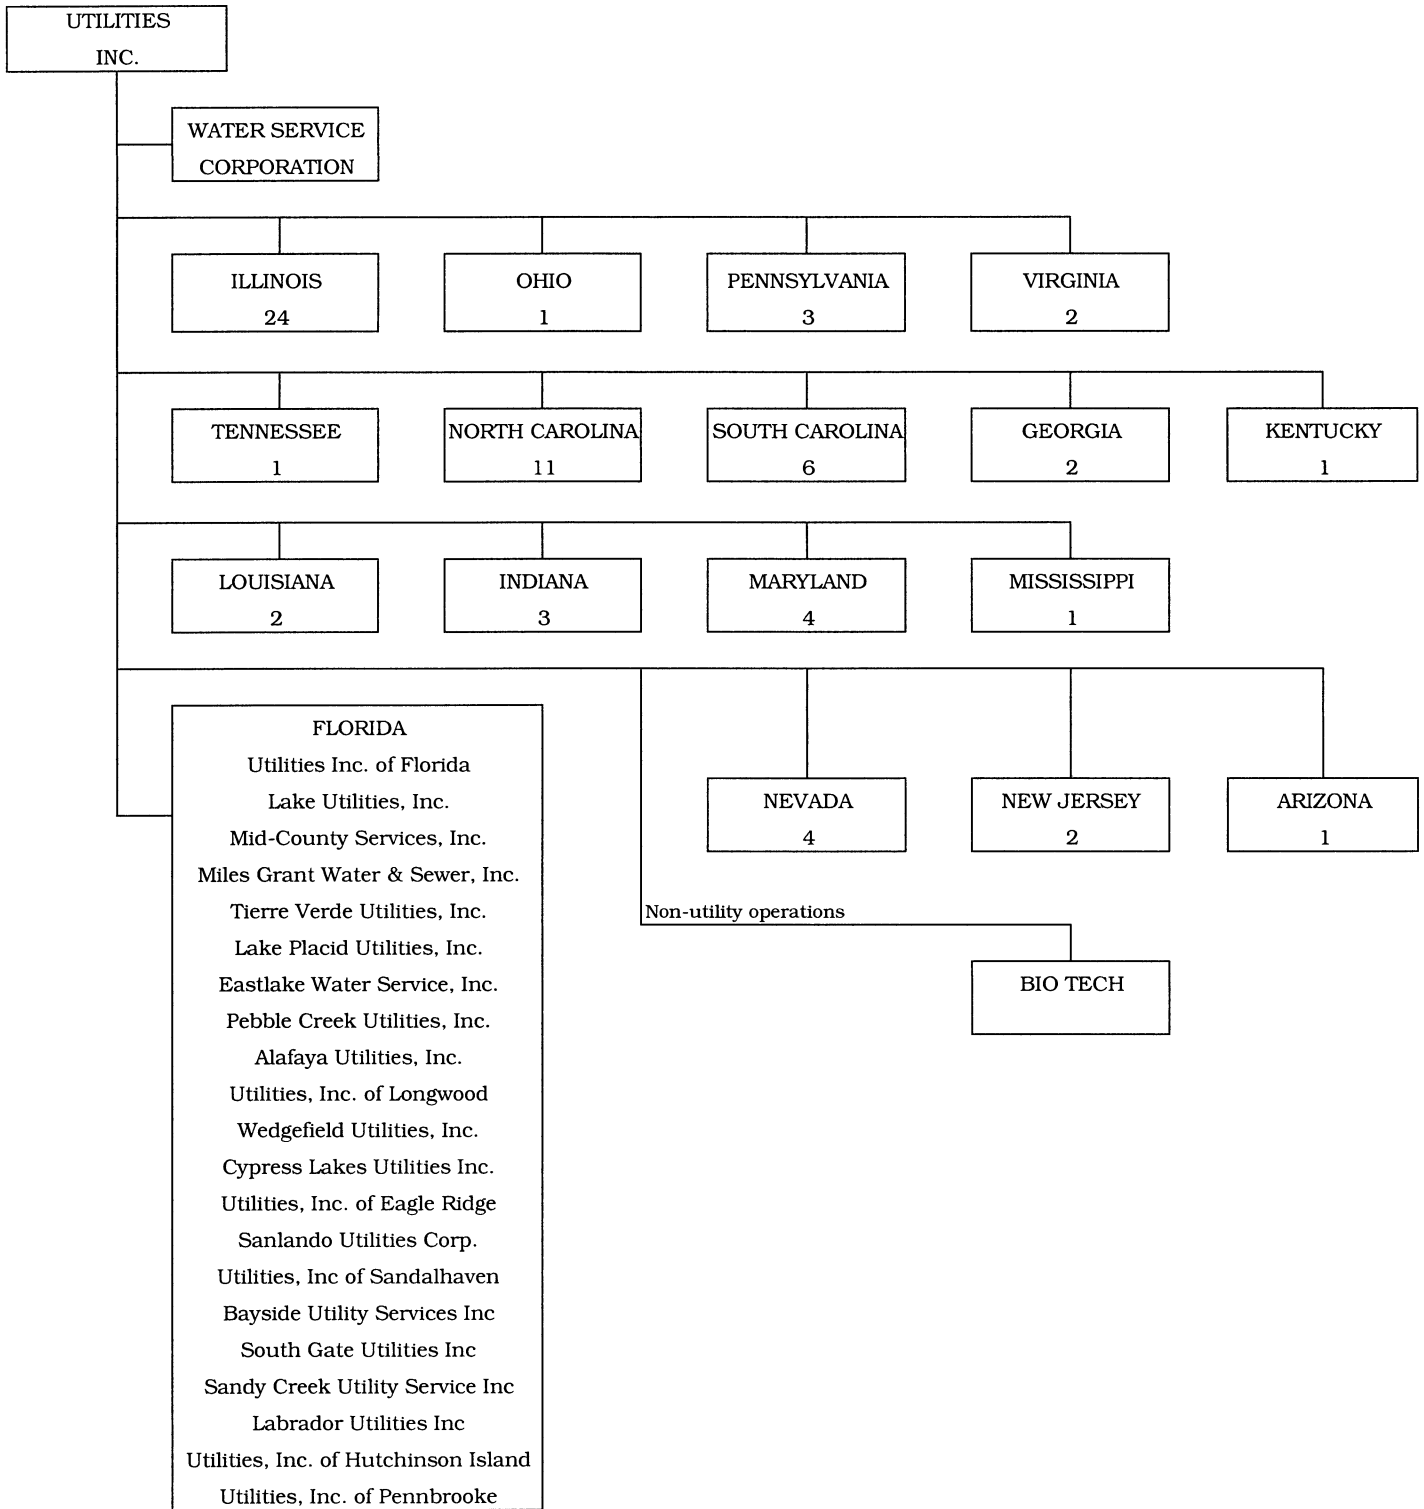 UTILITIES
INC.
WATER SERVICE
CORPORATION
ILLINOIS
24
OHIO
1
PENNSYLVANIA
3
VIRGINIA
2
TENNESSEE
1
NORTH CAROLINA
11
SOUTH CAROLINA
6
GEORGIA
2
KENTUCKY
1
LOUISIANA
2
INDIANA
3
MARYLAND
4
MISSISSIPPI
1
FLORIDA
Utilities Inc. of Florida
Lake Utilities, Inc.
Mid-County Services, Inc.
Miles Grant Water & Sewer, Inc.
Tierre Verde Utilities, Inc.
Lake Placid Utilities, Inc.
Eastlake Water Service, Inc.
Pebble Creek Utilities, Inc.
Alafaya Utilities, Inc.
Utilities, Inc. of Longwood
Wedgefield Utilities, Inc.
Cypress Lakes Utilities Inc.
Utilities, Inc. of Eagle Ridge
Sanlando Utilities Corp.
Utilities, Inc of Sandalhaven
Bayside Utility Services Inc
South Gate Utilities Inc
Sandy Creek Utility Service Inc
Labrador Utilities Inc
Utilities, Inc. of Hutchinson Island
Utilities, Inc. of Pennbrooke
NEVADA
4
NEW JERSEY
2
ARIZONA
1
Non-utility operations
BIO TECH